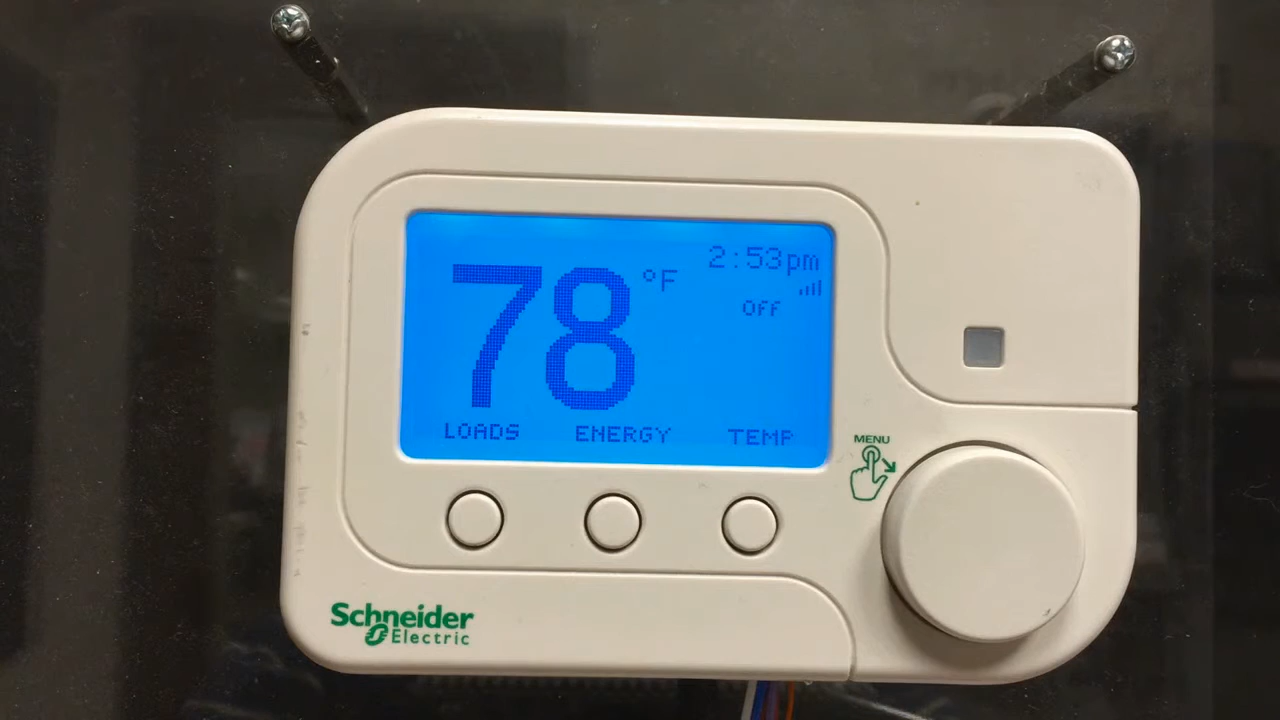 2:53pm
78 °F
OFF
LOADS ENERGY TEMP
MENU
Schneider
Electric